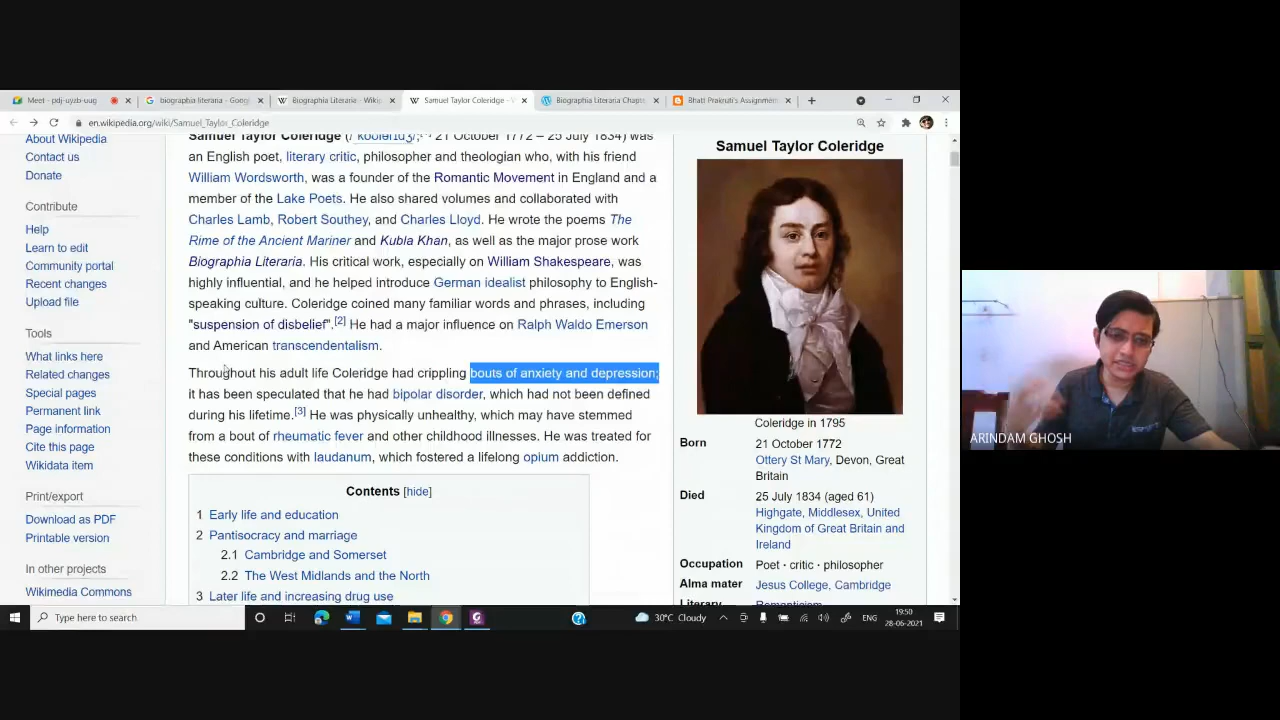 Meet - pdj-uyzb-uug
biographia literaria - Googl
Biographia Literaria - Wikip
Samuel Taylor Coleridge - W
Biographia Literaria Chapte
Bhatt Prakruti's Assignment
en.wikipedia.org/wiki/Samuel_Taylor_Coleridge
About Wikipedia
Contact us
Donate
Contribute
Help
Learn to edit
Community portal
Recent changes
Upload file
Tools
What links here
Related changes
Special pages
Permanent link
Page information
Cite this page
Wikidata item
Print/export
Download as PDF
Printable version
In other projects
Wikimedia Commons
Samuel Taylor Coleridge 21 October 1772 – 25 July 1834) was
an English poet, literary critic, philosopher and theologian who, with his friend
William Wordsworth, was a founder of the Romantic Movement in England and a
member of the Lake Poets. He also shared volumes and collaborated with
Charles Lamb, Robert Southey, and Charles Lloyd. He wrote the poems The
Rime of the Ancient Mariner and Kubla Khan, as well as the major prose work
Biographia Literaria. His critical work, especially on William Shakespeare, was
highly influential, and he helped introduce German idealist philosophy to English-
speaking culture. Coleridge coined many familiar words and phrases, including
"suspension of disbelief".[2] He had a major influence on Ralph Waldo Emerson
and American transcendentalism.
Throughout his adult life Coleridge had crippling bouts of anxiety and depression;
it has been speculated that he had bipolar disorder, which had not been defined
during his lifetime.[3] He was physically unhealthy, which may have stemmed
from a bout of rheumatic fever and other childhood illnesses. He was treated for
these conditions with laudanum, which fostered a lifelong opium addiction.
Contents [hide]
1 Early life and education
2 Pantisocracy and marriage
2.1 Cambridge and Somerset
2.2 The West Midlands and the North
3 Later life and increasing drug use
Samuel Taylor Coleridge
Coleridge in 1795
Born 21 October 1772
Ottery St Mary, Devon, Great
Britain
Died 25 July 1834 (aged 61)
Highgate, Middlesex, United
Kingdom of Great Britain and
Ireland
Occupation Poet · critic · philosopher
Alma mater Jesus College, Cambridge
Literary Romanticism
ARINDAM GHOSH
Type here to search
30°C Cloudy
ENG
19:50
28-06-2021